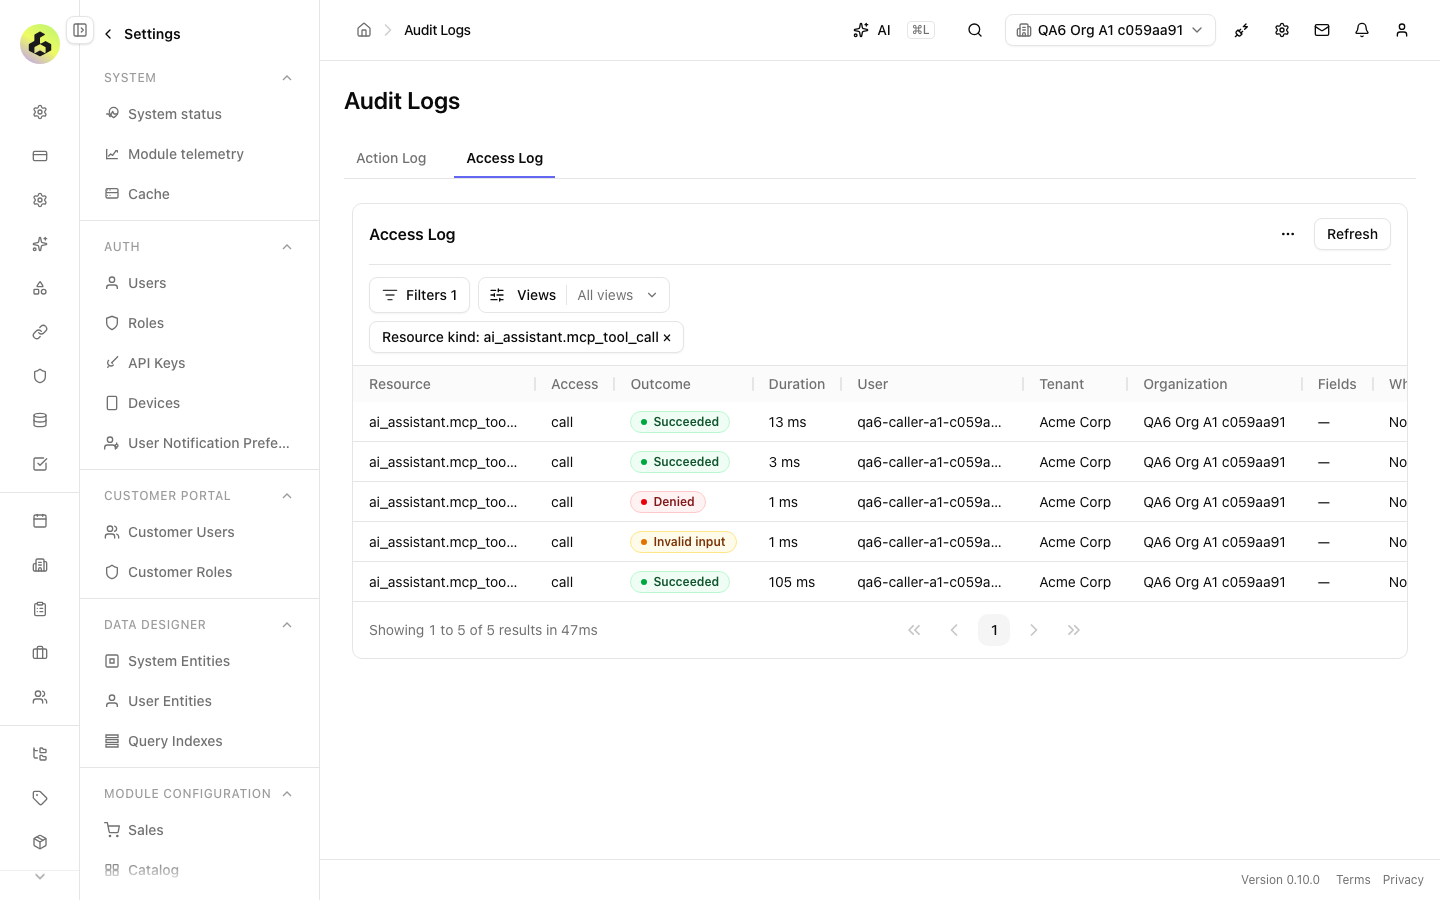 Settings
SYSTEM
System status
Module telemetry
Cache
AUTH
Users
Roles
API Keys
Devices
User Notification Prefe...
CUSTOMER PORTAL
Customer Users
Customer Roles
DATA DESIGNER
System Entities
User Entities
Query Indexes
MODULE CONFIGURATION
Sales
Catalog
Audit Logs
AI ⌘L
QA6 Org A1 c059aa91
Audit Logs
Action Log Access Log
Access Log
Refresh
Filters 1 Views All views
Resource kind: ai_assistant.mcp_tool_call ×
Resource Access Outcome Duration User Tenant Organization Fields Wh
ai_assistant.mcp_too... call Succeeded 13 ms qa6-caller-a1-c059a... Acme Corp QA6 Org A1 c059aa91 — No
ai_assistant.mcp_too... call Succeeded 3 ms qa6-caller-a1-c059a... Acme Corp QA6 Org A1 c059aa91 — No
ai_assistant.mcp_too... call Denied 1 ms qa6-caller-a1-c059a... Acme Corp QA6 Org A1 c059aa91 — No
ai_assistant.mcp_too... call Invalid input 1 ms qa6-caller-a1-c059a... Acme Corp QA6 Org A1 c059aa91 — No
ai_assistant.mcp_too... call Succeeded 105 ms qa6-caller-a1-c059a... Acme Corp QA6 Org A1 c059aa91 — No
Showing 1 to 5 of 5 results in 47ms
1
Version 0.10.0 Terms Privacy